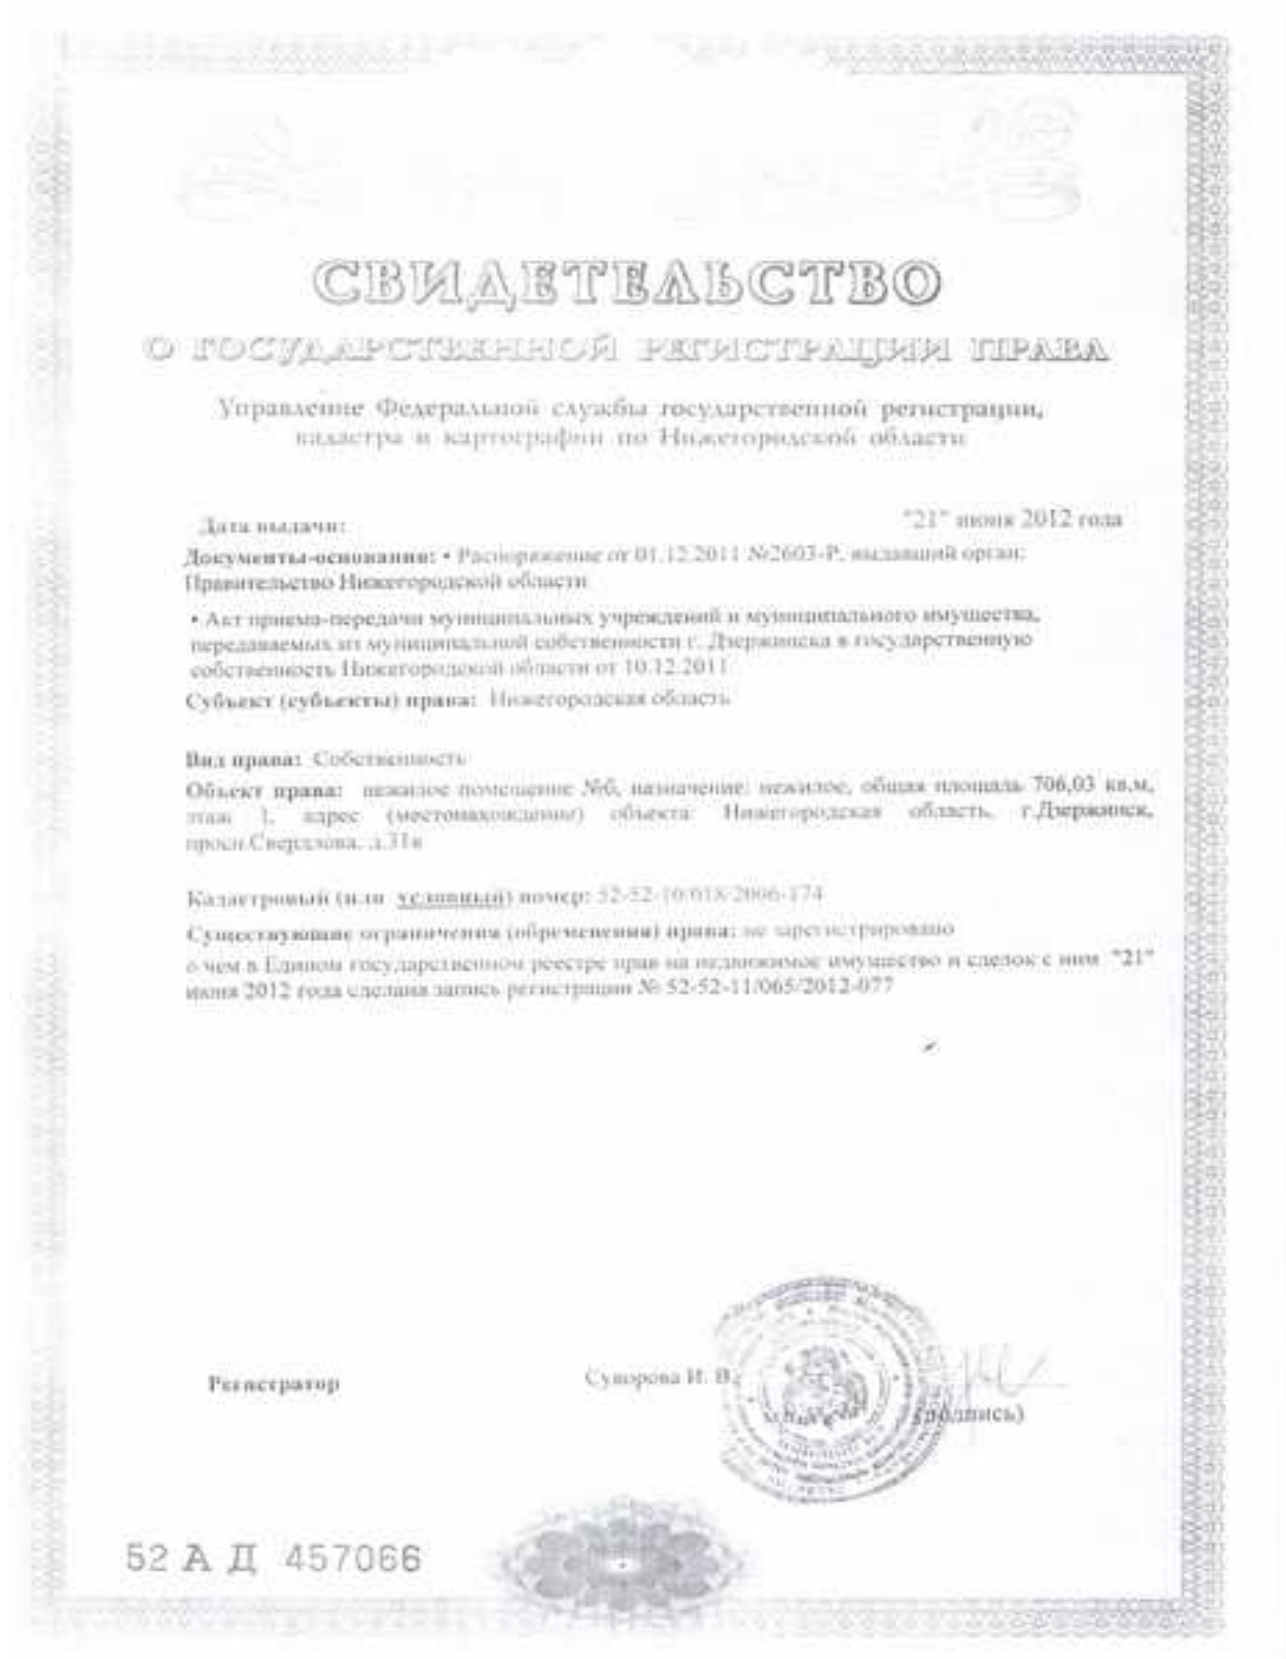 СВИДЕТЕЛЬСТВО
О ГОСУДАРСТВЕННОЙ РЕГИСТРАЦИИ ПРАВА
Управление Федеральной службы государственной регистрации,
кадастра и картографии по Нижегородской области
Дата выдачи: "21" июня 2012 года
Документы-основания: • Распоряжение от 01.12.2011 №2603-Р, выдавший орган:
Правительство Нижегородской области
• Акт приема-передачи муниципальных учреждений и муниципального имущества,
передаваемых из муниципальной собственности г. Дзержинска в государственную
собственность Нижегородской области от 10.12.2011
Субъект (субъекты) права: Нижегородская область
Вид права: Собственность
Объект права: нежилое помещение №6, назначение: нежилое, общая площадь 706,03 кв.м,
этаж 1, адрес (местонахождение) объекта: Нижегородская область, г.Дзержинск,
просп.Свердлова, д.31в
Кадастровый (или условный) номер: 52-52-10/018/2006-174
Существующие ограничения (обременения) права: не зарегистрировано
о чем в Едином государственном реестре прав на недвижимое имущество и сделок с ним "21"
июня 2012 года сделана запись регистрации № 52-52-11/065/2012-077
Регистратор Суворова И. В.
(подпись)
52 А Д 457066